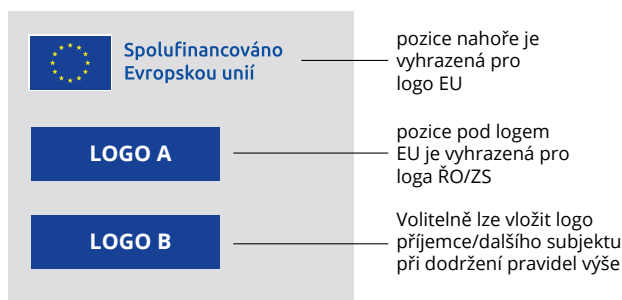 Spolufinancováno
Evropskou unií
pozice nahoře je
vyhrazená pro
logo EU
LOGO A
pozice pod logem
EU je vyhrazená pro
loga ŘO/ZS
LOGO B
Volitelně lze vložit logo
příjemce/dalšího subjektu
při dodržení pravidel výše